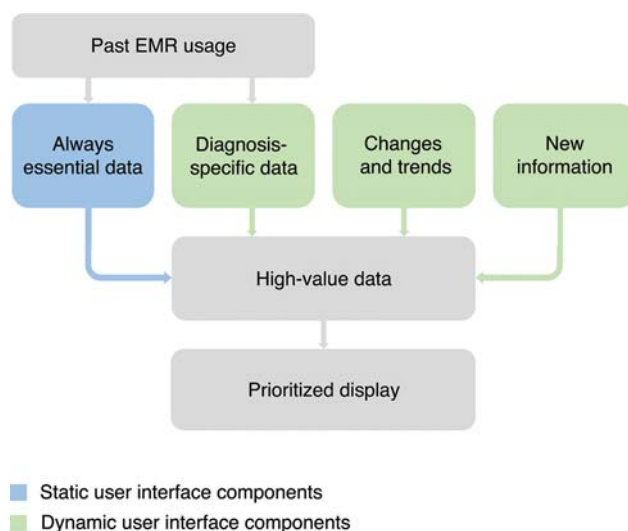 Past EMR usage
Always
essential data
Diagnosis-
specific data
Changes
and trends
New
information
High-value data
Prioritized display
Static user interface components
Dynamic user interface components